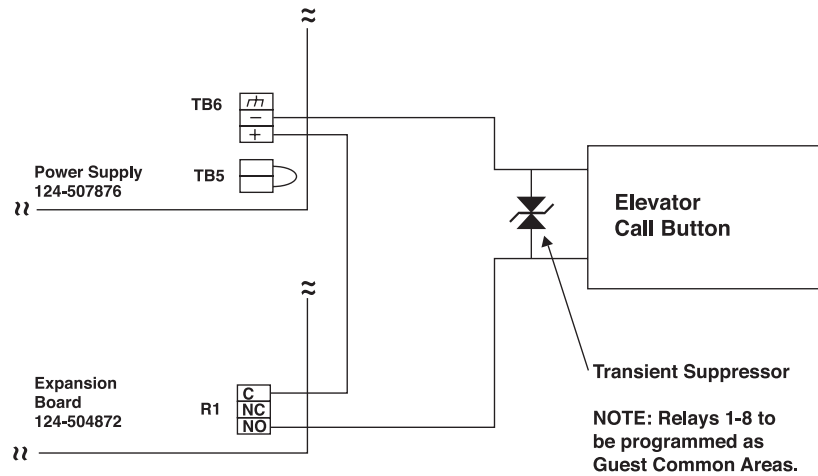 TB6
−
+
Power Supply
124-507876
TB5
Elevator
Call Button
Expansion
Board
124-504872
R1
C
NC
NO
Transient Suppressor
NOTE: Relays 1-8 to
be programmed as
Guest Common Areas.